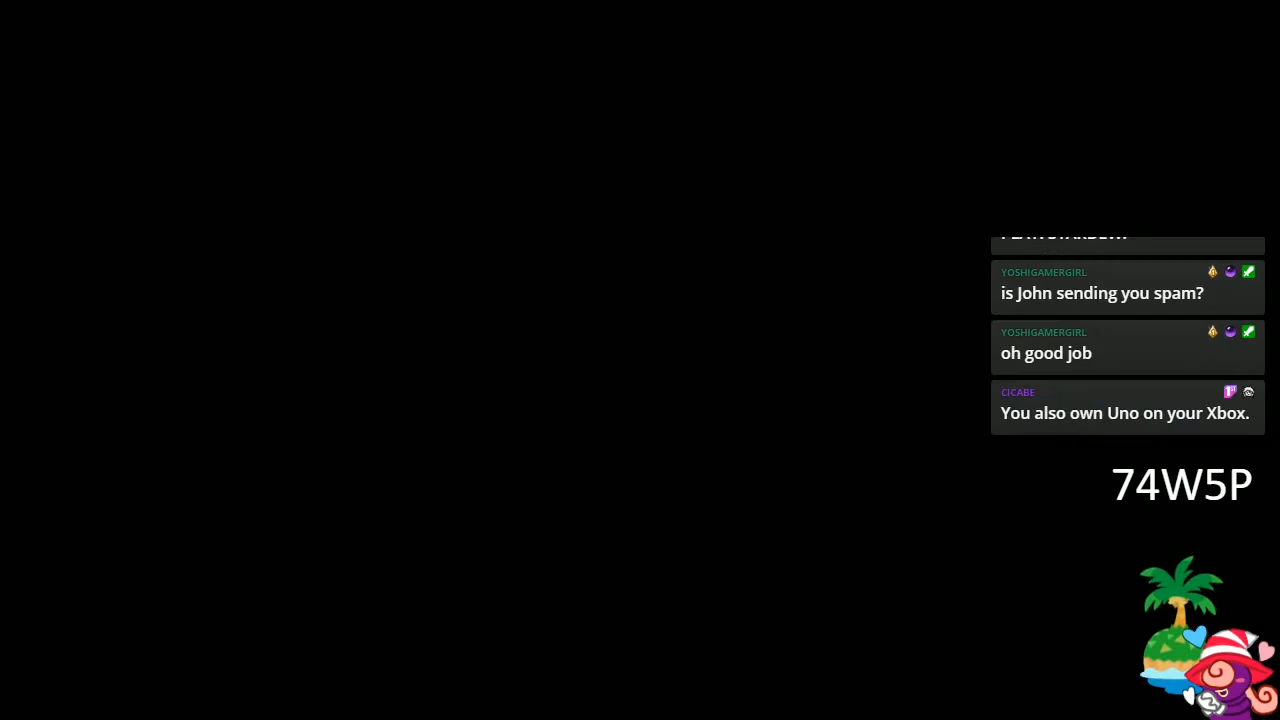 YOSHIGAMERGIRL
is John sending you spam?
YOSHIGAMERGIRL
oh good job
CICABE
You also own Uno on your Xbox.
74W5P